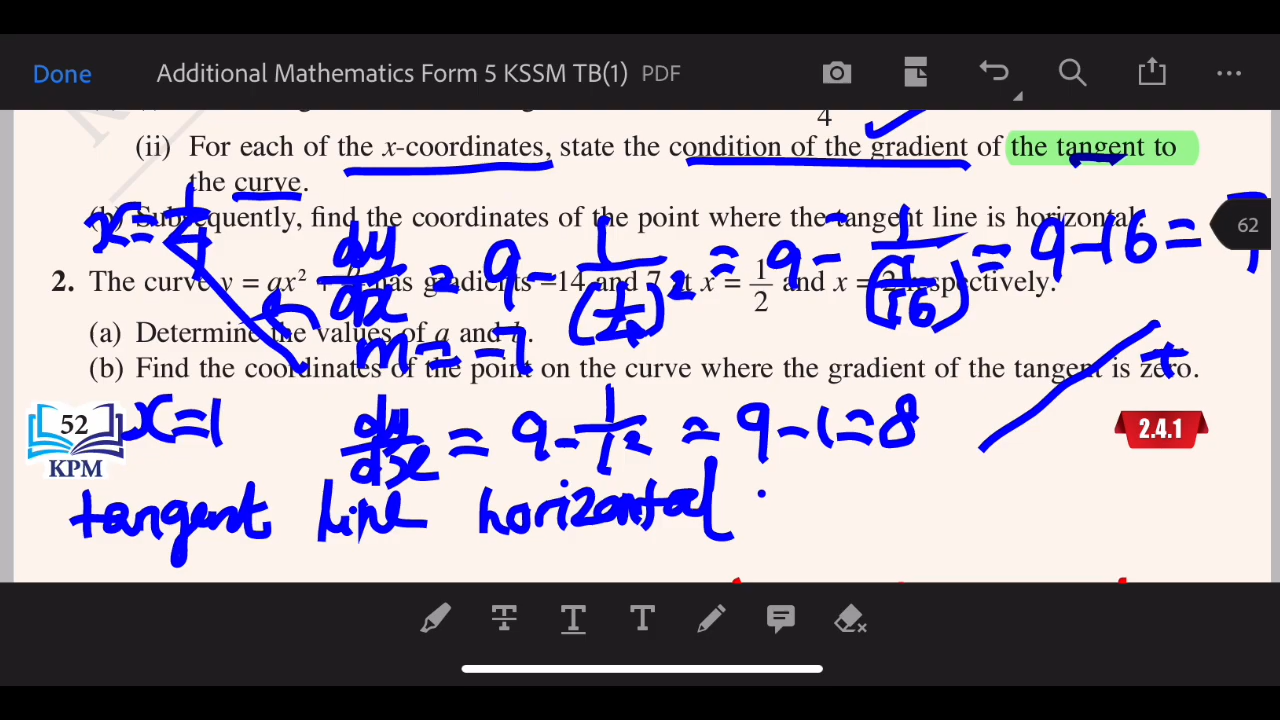 Done Additional Mathematics Form 5 KSSM TB(1) PDF
4
(ii) For each of the x-coordinates, state the condition of the gradient of the tangent to
the curve.
(b) Subsequently, find the coordinates of the point where the tangent line is horizontal.
62
x = 1/4
dy/dx = 9 - 1/(1/4)² = 9 - 1/(1/16) = 9 - 16 = -7
2. The curve y = ax² + b has gradients –14 and 7 at x = 1/2 and x = 2 respectively.
(a) Determine the values of a and b.
m = -7
(b) Find the coordinates of the point on the curve where the gradient of the tangent is zero.
+
52
KPM
x = 1 dy/dx = 9 - 1/1² = 9 - 1 = 8
2.4.1
tangent line horizontal